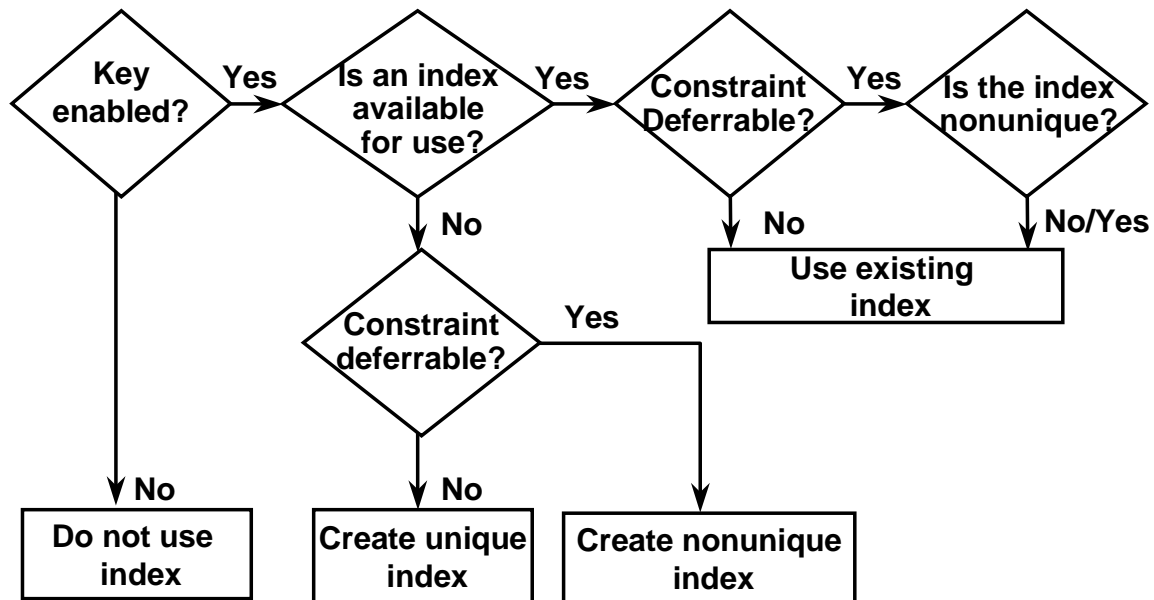 Key
enabled?
Yes
Is an index
available
for use?
Yes
Constraint
Deferrable?
Yes
Is the index
nonunique?
No
No
No/Yes
Use existing
index
Constraint
deferrable?
Yes
No
No
Do not use
index
Create unique
index
Create nonunique
index